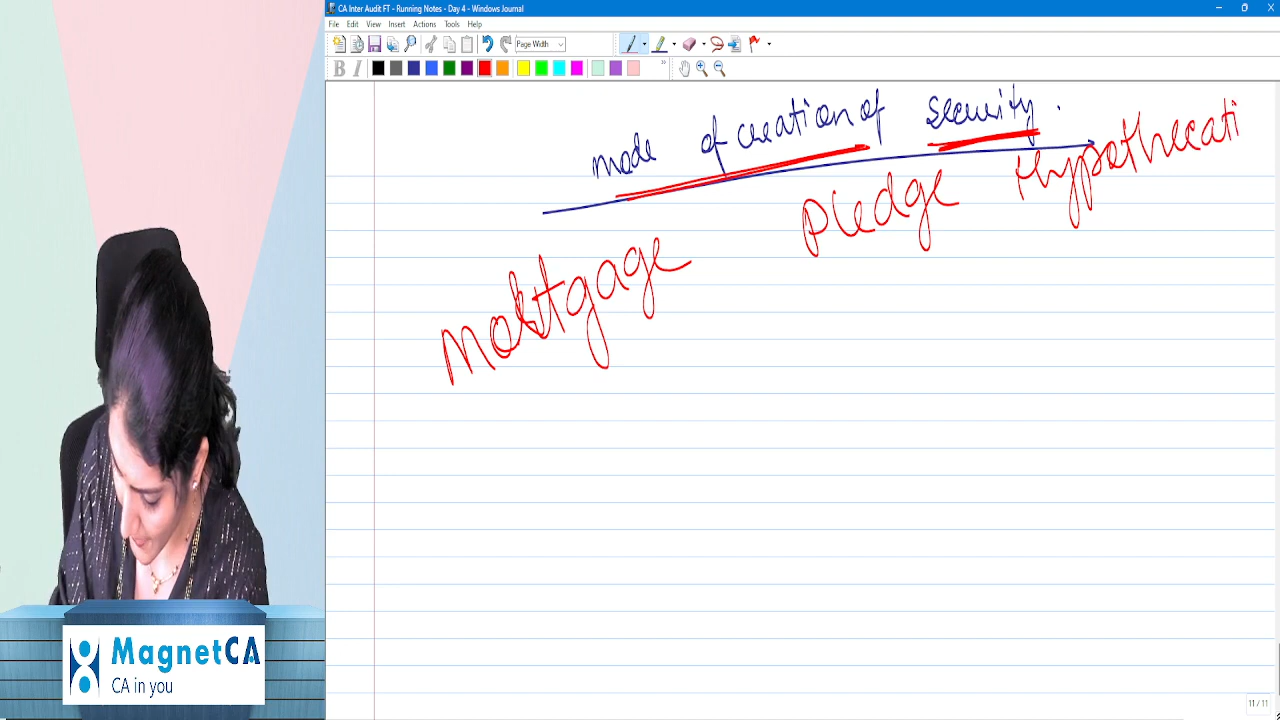 CA Inter Audit FT - Running Notes - Day 4 - Windows Journal
File Edit View Insert Actions Tools Help
Page Width
B I
mode of creation of security.
Mortgage Pledge Hypothecati
MagnetCA
CA in you
11 / 11